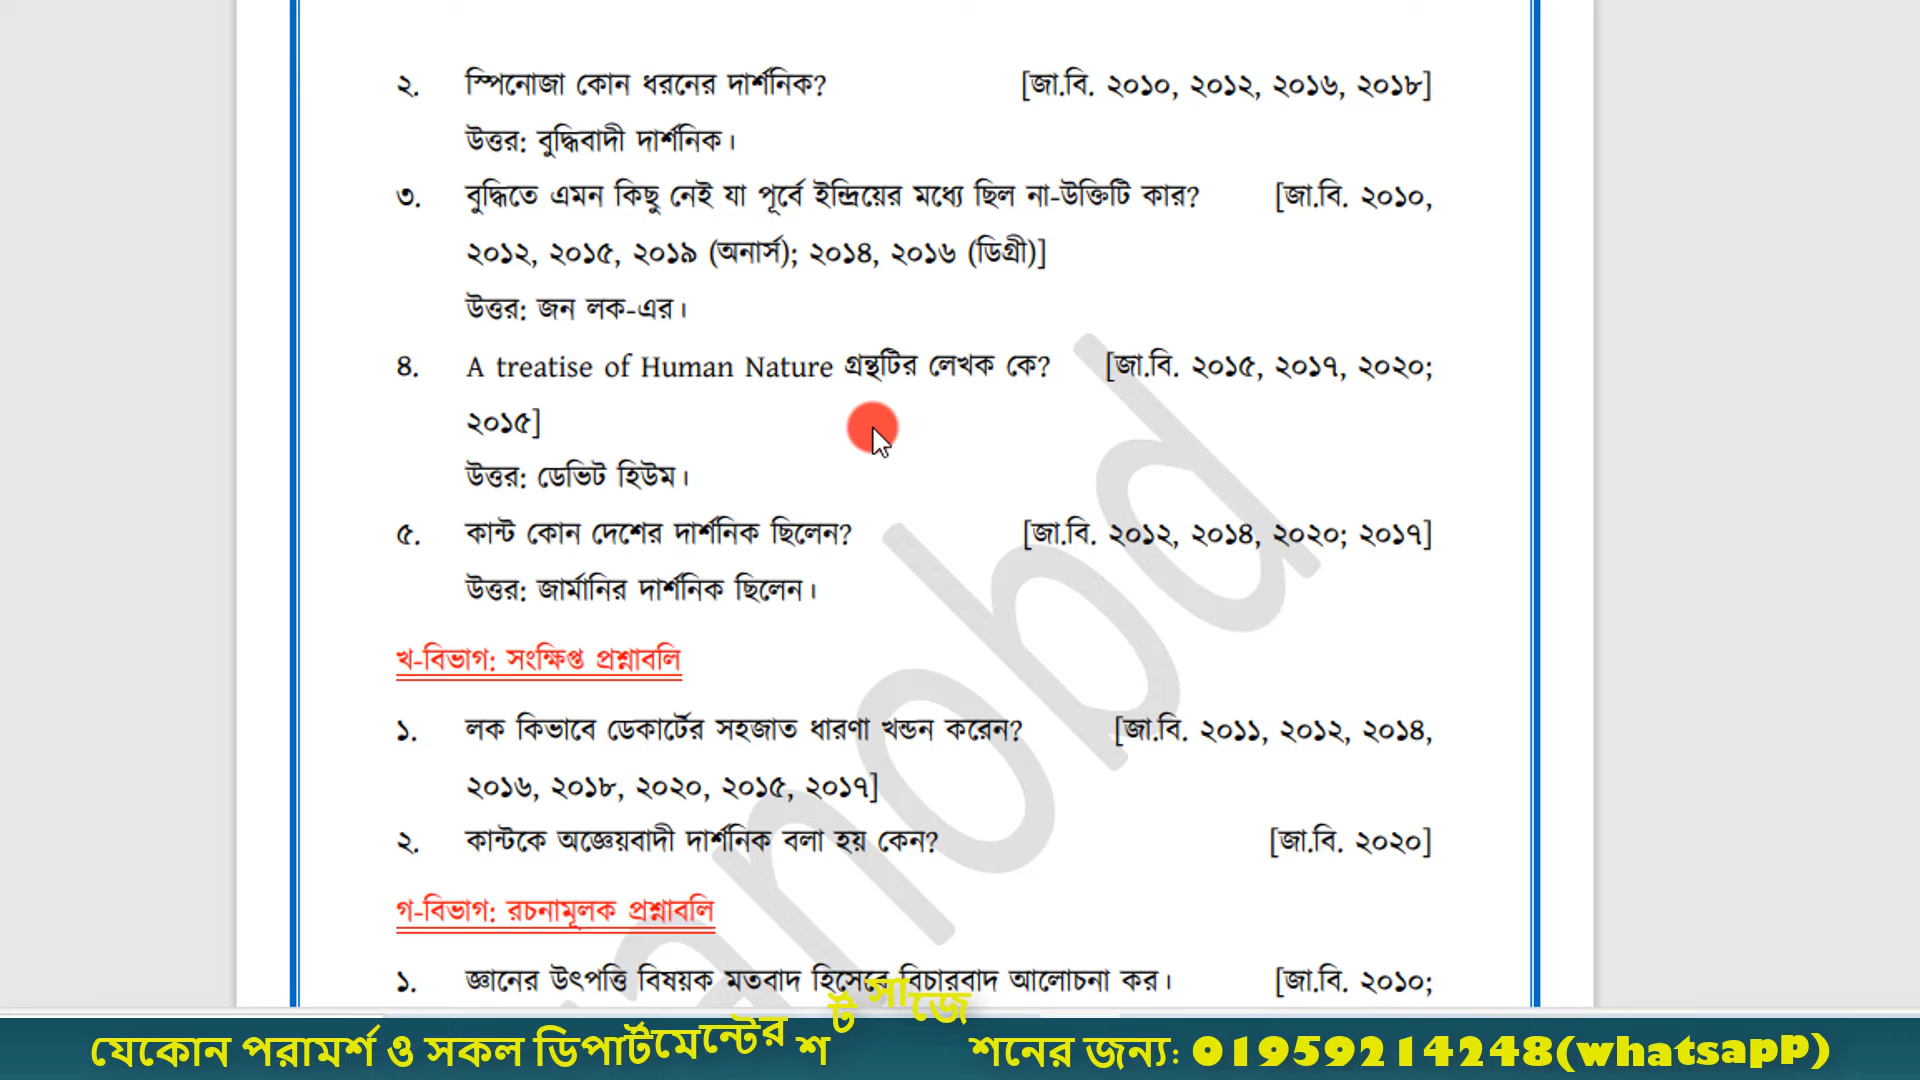 ২. স্পিনোজা কোন ধরনের দার্শনিক? [জা.বি. ২০১০, ২০১২, ২০১৬, ২০১৮]
উত্তর: বুদ্ধিবাদী দার্শনিক।
৩. বুদ্ধিতে এমন কিছু নেই যা পূর্বে ইন্দ্রিয়ের মধ্যে ছিল না-উক্তিটি কার? [জা.বি. ২০১০,
২০১২, ২০১৫, ২০১৯ (অনার্স); ২০১৪, ২০১৬ (ডিগ্রী)]
উত্তর: জন লক-এর।
৪. A treatise of Human Nature গ্রন্থটির লেখক কে? [জা.বি. ২০১৫, ২০১৭, ২০২০;
২০১৫]
উত্তর: ডেভিট হিউম।
৫. কান্ট কোন দেশের দার্শনিক ছিলেন? [জা.বি. ২০১২, ২০১৪, ২০২০; ২০১৭]
উত্তর: জার্মানির দার্শনিক ছিলেন।
খ-বিভাগ: সংক্ষিপ্ত প্রশ্নাবলি
১. লক কিভাবে ডেকার্টের সহজাত ধারণা খন্ডন করেন? [জা.বি. ২০১১, ২০১২, ২০১৪,
২০১৬, ২০১৮, ২০২০, ২০১৫, ২০১৭]
২. কান্টকে অজ্ঞেয়বাদী দার্শনিক বলা হয় কেন? [জা.বি. ২০২০]
গ-বিভাগ: রচনামূলক প্রশ্নাবলি
১. জ্ঞানের উৎপত্তি বিষয়ক মতবাদ হিসেবে বিচারবাদ আলোচনা কর। [জা.বি. ২০১০;
anobd
যেকোন পরামর্শ ও সকল ডিপার্টমেন্টের শর্ট সাজেশনের জন্য: 01959214248(whatsapp)